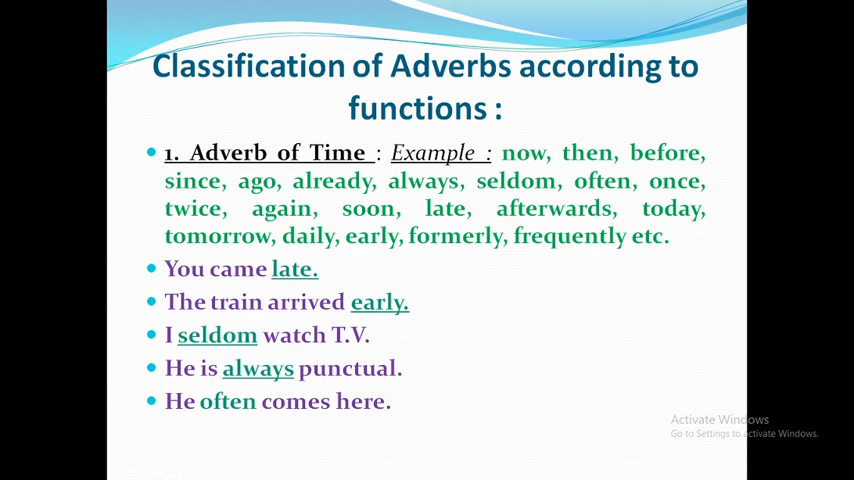 Classification of Adverbs according to
functions :
• 1. Adverb of Time : Example : now, then, before,
since, ago, already, always, seldom, often, once,
twice, again, soon, late, afterwards, today,
tomorrow, daily, early, formerly, frequently etc.
• You came late.
• The train arrived early.
• I seldom watch T.V.
• He is always punctual.
• He often comes here.
Activate Windows
Go to Settings to activate Windows.